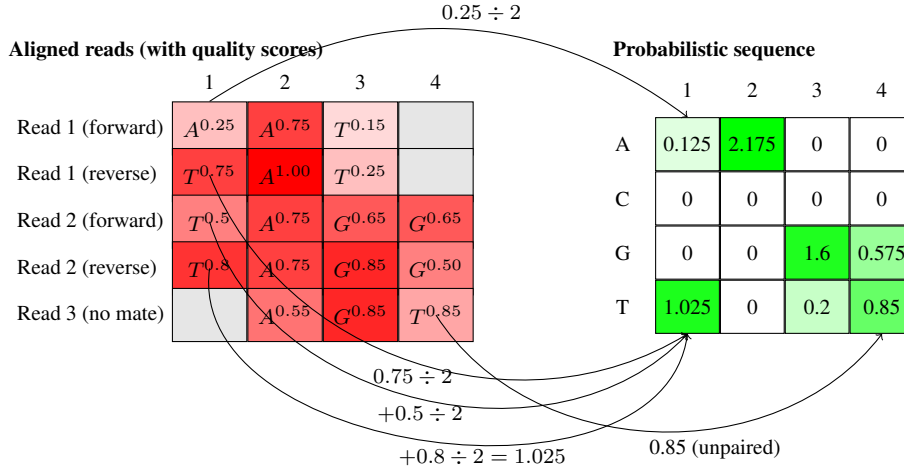 0.25 ÷ 2
Aligned reads (with quality scores)
Probabilistic sequence
1 2 3 4
1 2 3 4
Read 1 (forward) A^0.25 A^0.75 T^0.15
Read 1 (reverse) T^0.75 A^1.00 T^0.25
Read 2 (forward) T^0.5 A^0.75 G^0.65 G^0.65
Read 2 (reverse) T^0.8 A^0.75 G^0.85 G^0.50
Read 3 (no mate) A^0.55 G^0.85 T^0.85
A 0.125 2.175 0 0
C 0 0 0 0
G 0 0 1.6 0.575
T 1.025 0 0.2 0.85
0.75 ÷ 2
+0.5 ÷ 2
+0.8 ÷ 2 = 1.025
0.85 (unpaired)